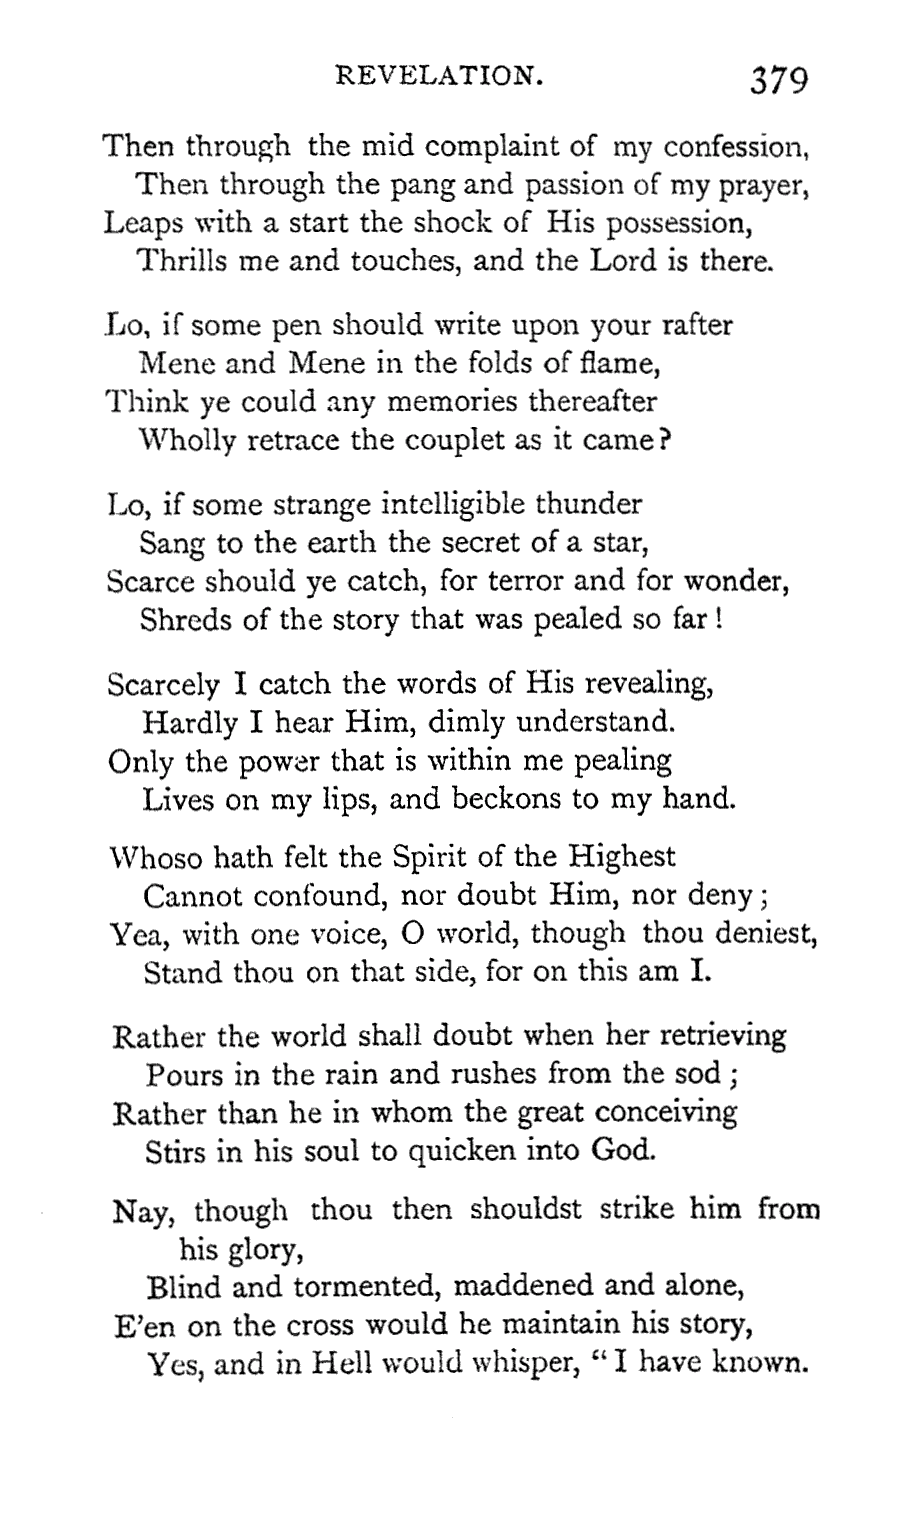 REVELATION. 379
Then through the mid complaint of my confession,
Then through the pang and passion of my prayer,
Leaps with a start the shock of His possession,
Thrills me and touches, and the Lord is there.
Lo, if some pen should write upon your rafter
Mene and Mene in the folds of flame,
Think ye could any memories thereafter
Wholly retrace the couplet as it came?
Lo, if some strange intelligible thunder
Sang to the earth the secret of a star,
Scarce should ye catch, for terror and for wonder,
Shreds of the story that was pealed so far!
Scarcely I catch the words of His revealing,
Hardly I hear Him, dimly understand.
Only the power that is within me pealing
Lives on my lips, and beckons to my hand.
Whoso hath felt the Spirit of the Highest
Cannot confound, nor doubt Him, nor deny;
Yea, with one voice, O world, though thou deniest,
Stand thou on that side, for on this am I.
Rather the world shall doubt when her retrieving
Pours in the rain and rushes from the sod;
Rather than he in whom the great conceiving
Stirs in his soul to quicken into God.
Nay, though thou then shouldst strike him from
his glory,
Blind and tormented, maddened and alone,
E'en on the cross would he maintain his story,
Yes, and in Hell would whisper, "I have known.